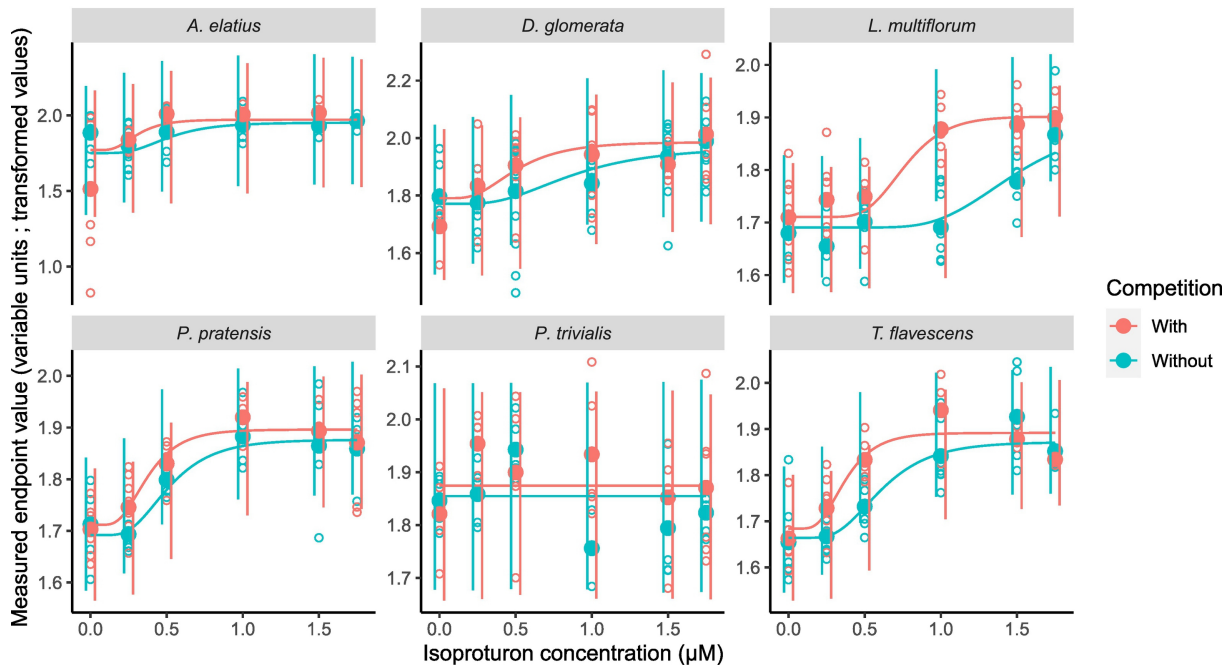 Measured endpoint value (variable units ; transformed values)
A. elatius
D. glomerata
L. multiflorum
2.0
1.5
1.0
2.2
2.0
1.8
1.6
2.0
1.9
1.8
1.7
1.6
P. pratensis
P. trivialis
T. flavescens
2.0
1.9
1.8
1.7
1.6
2.1
2.0
1.9
1.8
1.7
2.0
1.9
1.8
1.7
1.6
0.0 0.5 1.0 1.5
0.0 0.5 1.0 1.5
0.0 0.5 1.0 1.5
Isoproturon concentration (µM)
Competition
With
Without